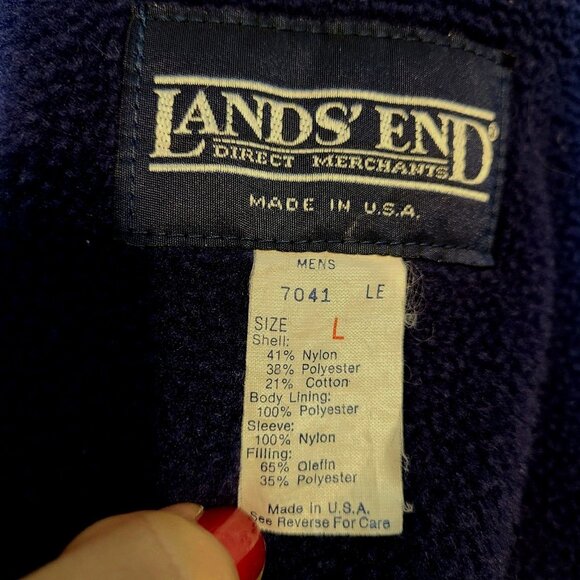 LANDS' END®
DIRECT MERCHANTS
MADE IN U.S.A.
MENS
7041 LE
SIZE L
Shell:
41% Nylon
38% Polyester
21% Cotton
Body Lining:
100% Polyester
Sleeve:
100% Nylon
Filling:
65% Olefin
35% Polyester
Made in U.S.A.
See Reverse For Care